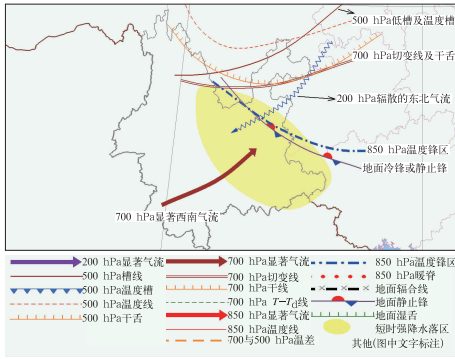 500 hPa低槽及温度槽
700 hPa切变线及干舌
200 hPa辐散的东北气流
850 hPa温度锋区
地面冷锋或静止锋
700 hPa显著西南气流
200 hPa显著气流
500 hPa槽线
500 hPa温度槽
500 hPa温度线
500 hPa干舌
700 hPa显著气流
700 hPa切变线
700 hPa干线
700 hPa T-Td线
850 hPa显著气流
850 hPa温度线
700与500 hPa温差
850 hPa温度锋区
850 hPa暖脊
地面辐合线
地面静止锋
地面湿舌
短时强降水落区
其他(图中文字标注)